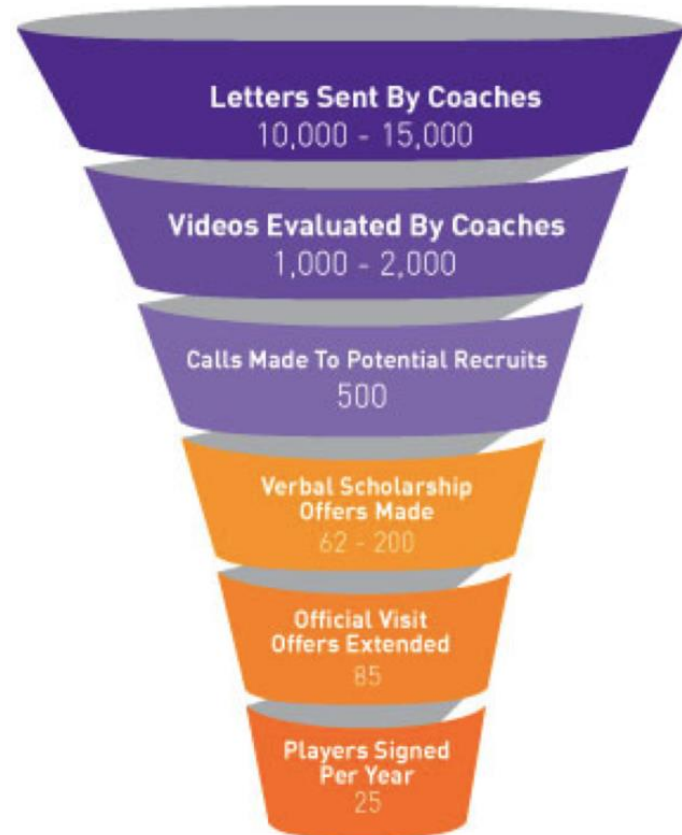 Letters Sent By Coaches
10,000 - 15,000
Videos Evaluated By Coaches
1,000 - 2,000
Calls Made To Potential Recruits
500
Verbal Scholarship
Offers Made
62 - 200
Official Visit
Offers Extended
85
Players Signed
Per Year
25